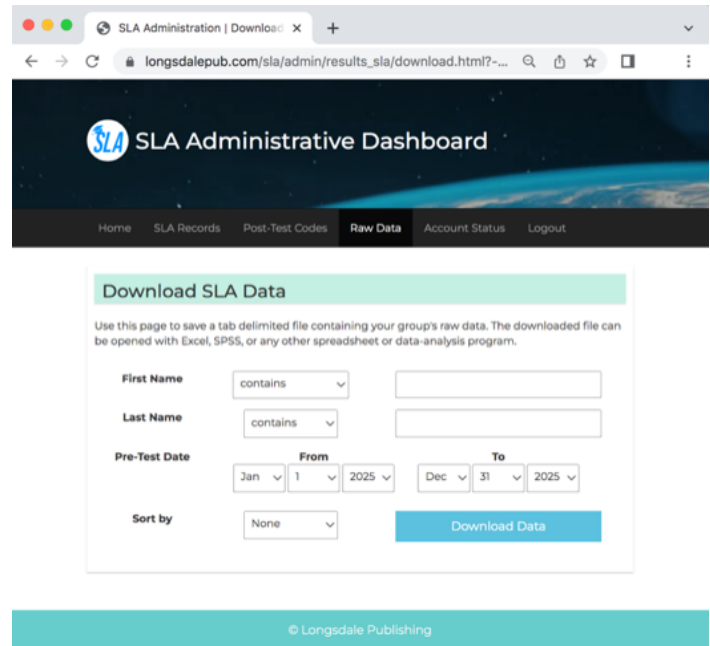 SLA Administration | Download
longsdalepub.com/sla/admin/results_sla/download.html?-...
SLA SLA Administrative Dashboard
Home SLA Records Post-Test Codes Raw Data Account Status Logout
Download SLA Data
Use this page to save a tab delimited file containing your group's raw data. The downloaded file can
be opened with Excel, SPSS, or any other spreadsheet or data-analysis program.
First Name contains
Last Name contains
Pre-Test Date From To
Jan 1 2025 Dec 31 2025
Sort by None Download Data
© Longsdale Publishing